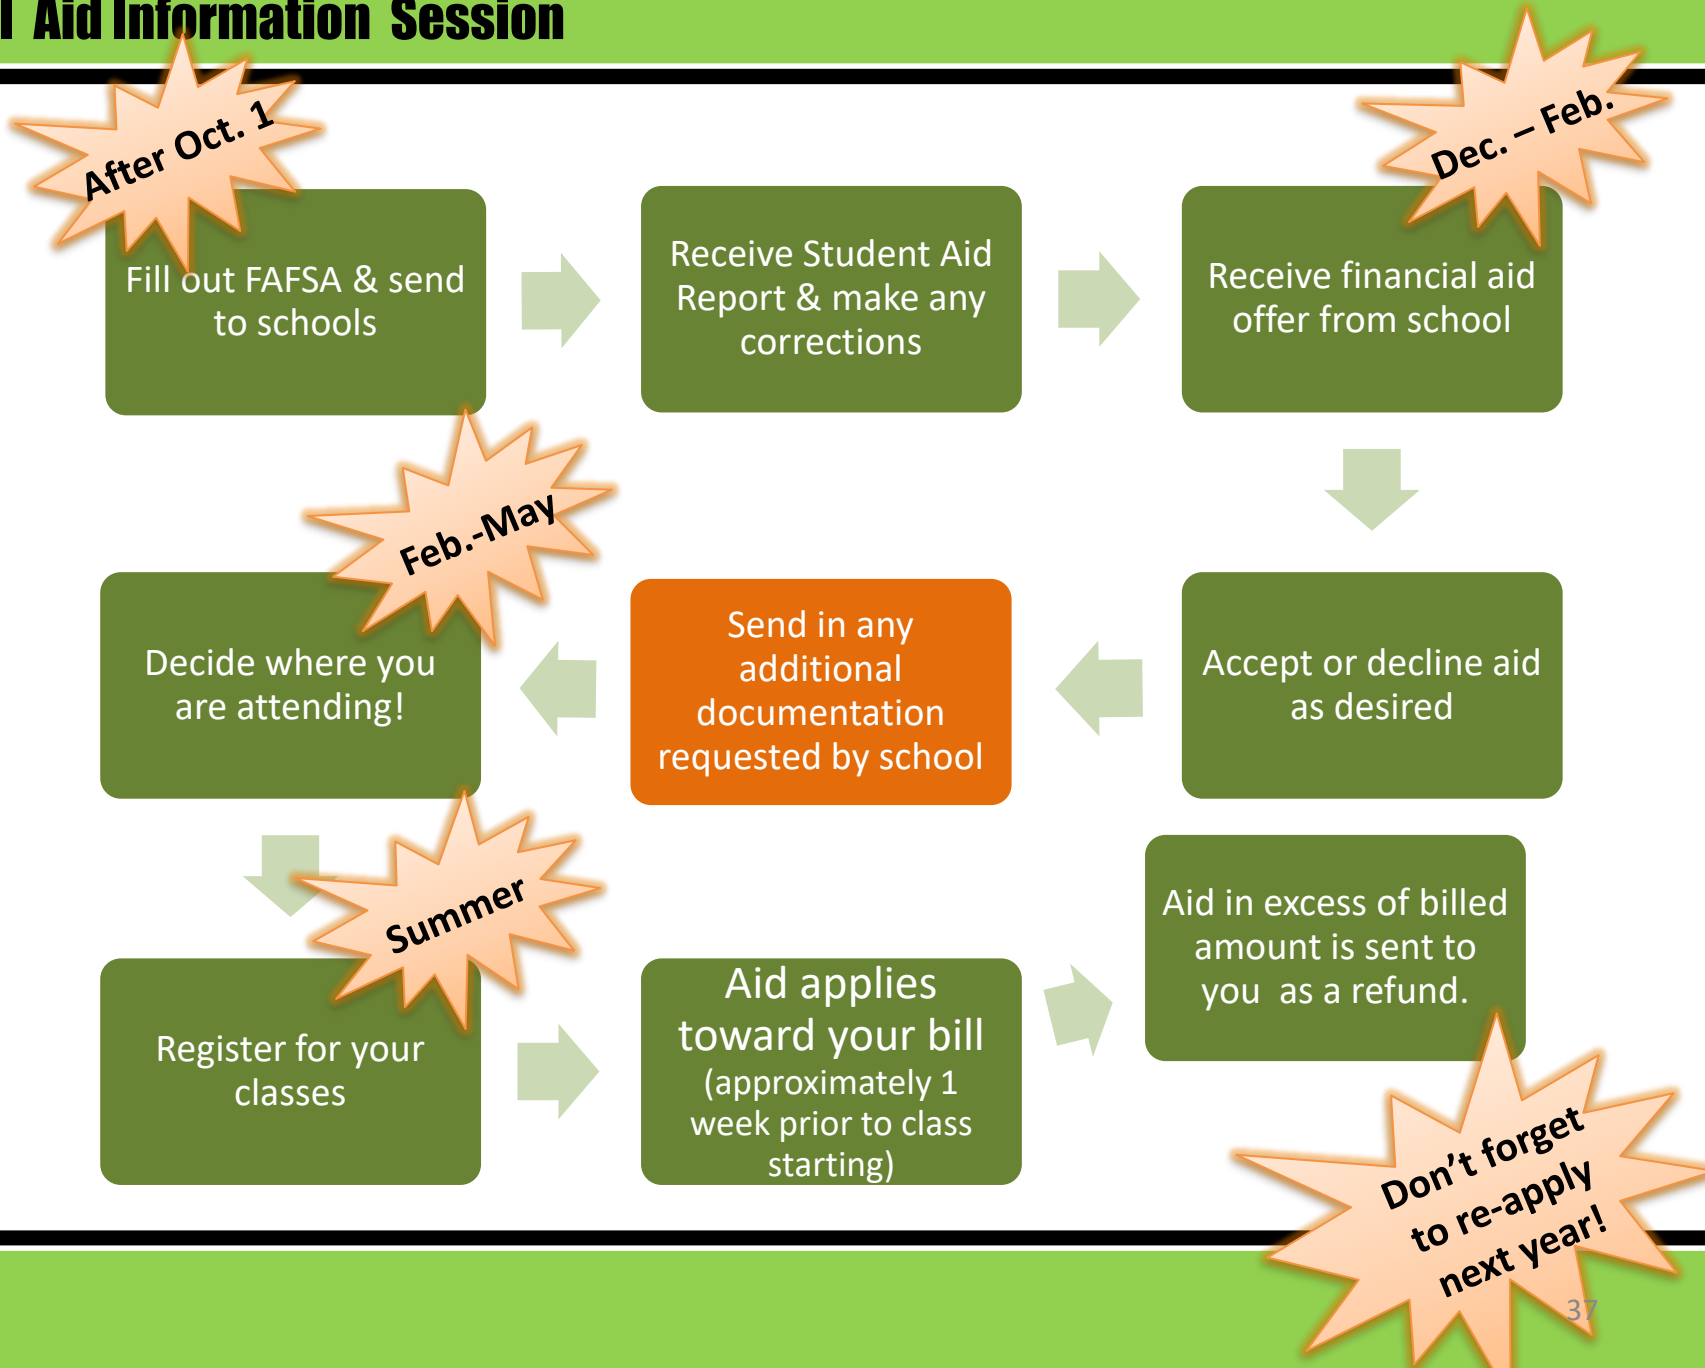 Aid Information Session
After Oct. 1
Dec. – Feb.
Fill out FAFSA & send
to schools
Receive Student Aid
Report & make any
corrections
Receive financial aid
offer from school
Feb.-May
Decide where you
are attending!
Send in any
additional
documentation
requested by school
Accept or decline aid
as desired
Summer
Register for your
classes
Aid applies
toward your bill
(approximately 1
week prior to class
starting)
Aid in excess of billed
amount is sent to
you  as a refund.
Don't forget
to re-apply
next year!
37